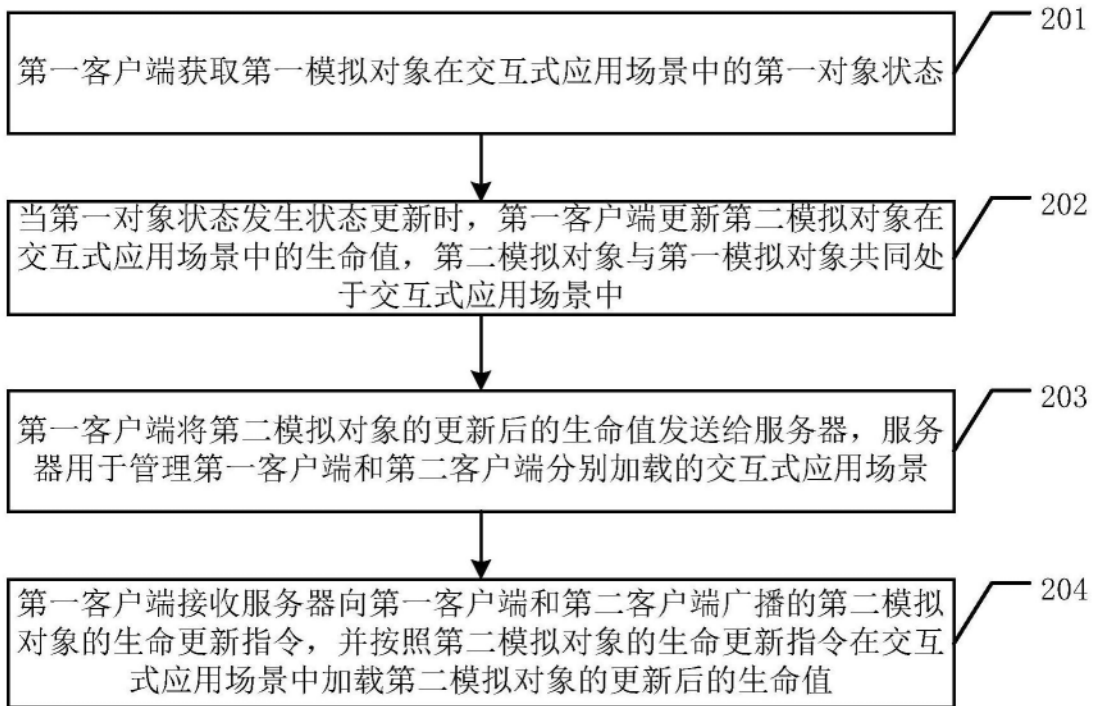 201
第一客户端获取第一模拟对象在交互式应用场景中的第一对象状态
202
当第一对象状态发生状态更新时，第一客户端更新第二模拟对象在
交互式应用场景中的生命值，第二模拟对象与第一模拟对象共同处
于交互式应用场景中
203
第一客户端将第二模拟对象的更新后的生命值发送给服务器，服务
器用于管理第一客户端和第二客户端分别加载的交互式应用场景
204
第一客户端接收服务器向第一客户端和第二客户端广播的第二模拟
对象的生命更新指令，并按照第二模拟对象的生命更新指令在交互
式应用场景中加载第二模拟对象的更新后的生命值